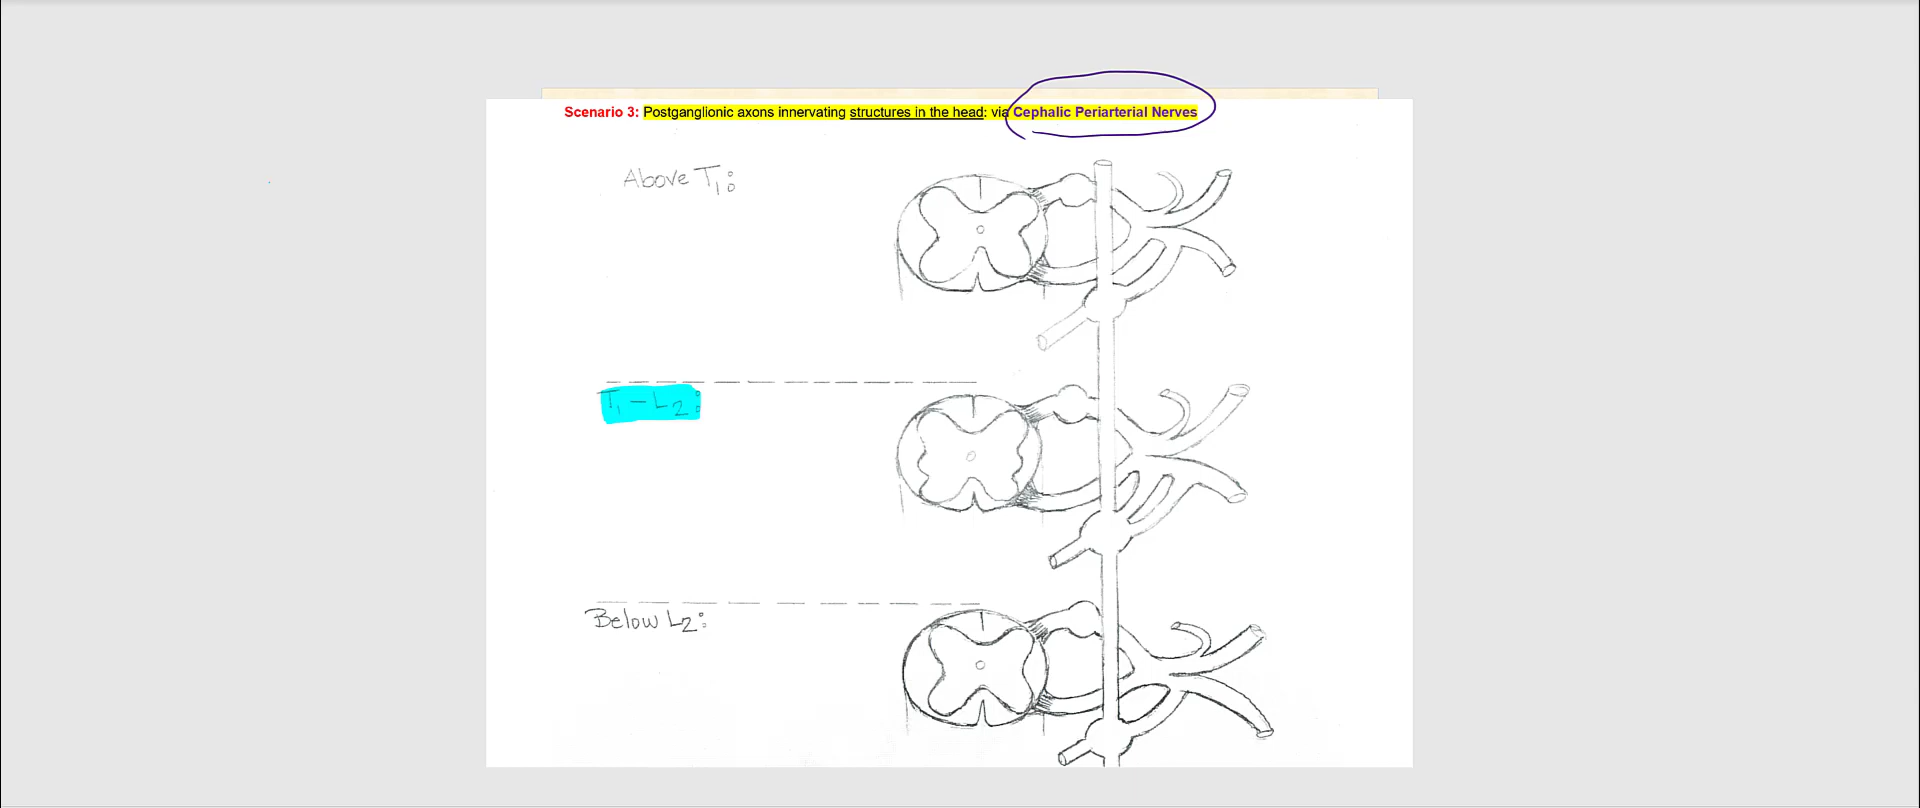 Scenario 3: Postganglionic axons innervating structures in the head: via Cephalic Periarterial Nerves
Above T1:
T1 - L2:
Below L2: